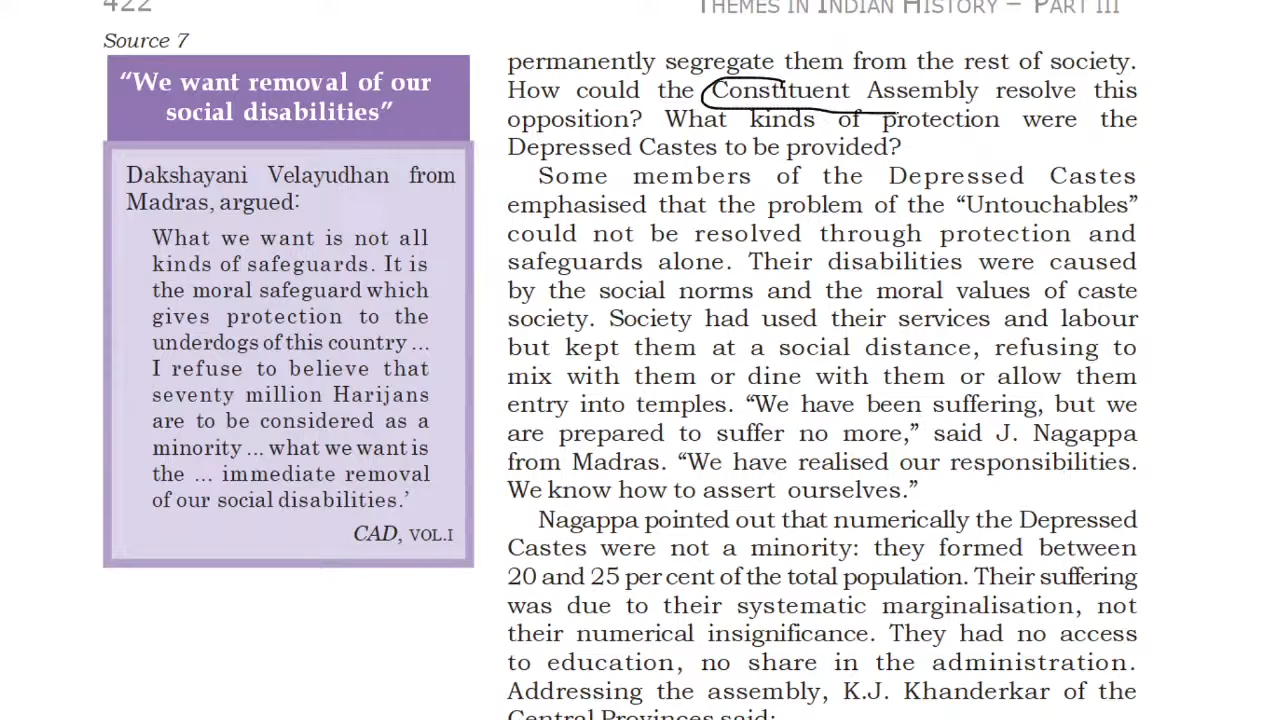 422
THEMES IN INDIAN HISTORY – PART III
Source 7
“We want removal of our
social disabilities”
Dakshayani Velayudhan from
Madras, argued:
What we want is not all
kinds of safeguards. It is
the moral safeguard which
gives protection to the
underdogs of this country ...
I refuse to believe that
seventy million Harijans
are to be considered as a
minority ... what we want is
the ... immediate removal
of our social disabilities.’
CAD, VOL.I
permanently segregate them from the rest of society.
How could the Constituent Assembly resolve this
opposition? What kinds of protection were the
Depressed Castes to be provided?
Some members of the Depressed Castes
emphasised that the problem of the “Untouchables”
could not be resolved through protection and
safeguards alone. Their disabilities were caused
by the social norms and the moral values of caste
society. Society had used their services and labour
but kept them at a social distance, refusing to
mix with them or dine with them or allow them
entry into temples. “We have been suffering, but we
are prepared to suffer no more,” said J. Nagappa
from Madras. “We have realised our responsibilities.
We know how to assert ourselves.”
Nagappa pointed out that numerically the Depressed
Castes were not a minority: they formed between
20 and 25 per cent of the total population. Their suffering
was due to their systematic marginalisation, not
their numerical insignificance. They had no access
to education, no share in the administration.
Addressing the assembly, K.J. Khanderkar of the
Central Provinces said: